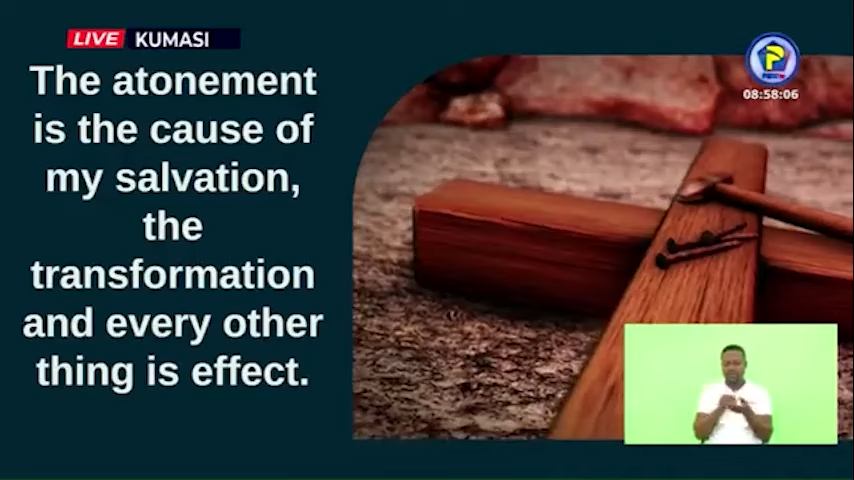 LIVE KUMASI
08:58:06
The atonement
is the cause of
my salvation,
the
transformation
and every other
thing is effect.